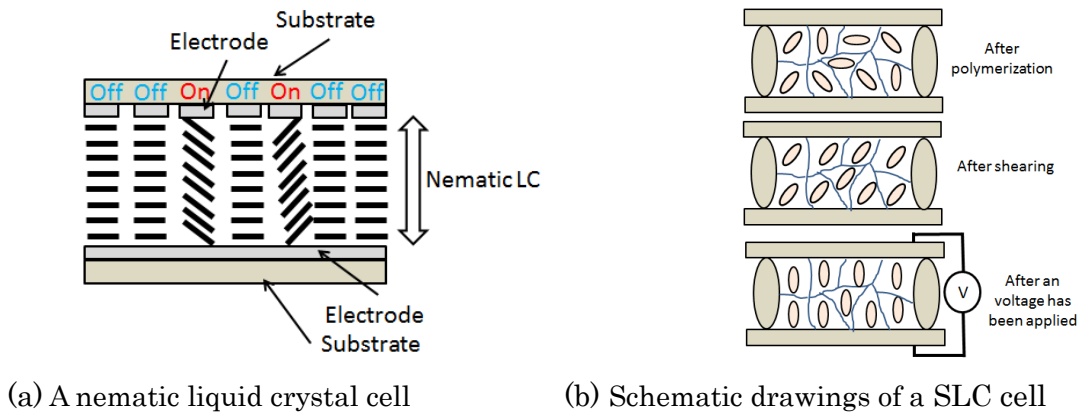 Substrate
Electrode
Off Off On Off On Off Off
Nematic LC
Electrode
Substrate
(a) A nematic liquid crystal cell
After
polymerization
After shearing
V
After an
voltage has
been applied
(b) Schematic drawings of a SLC cell